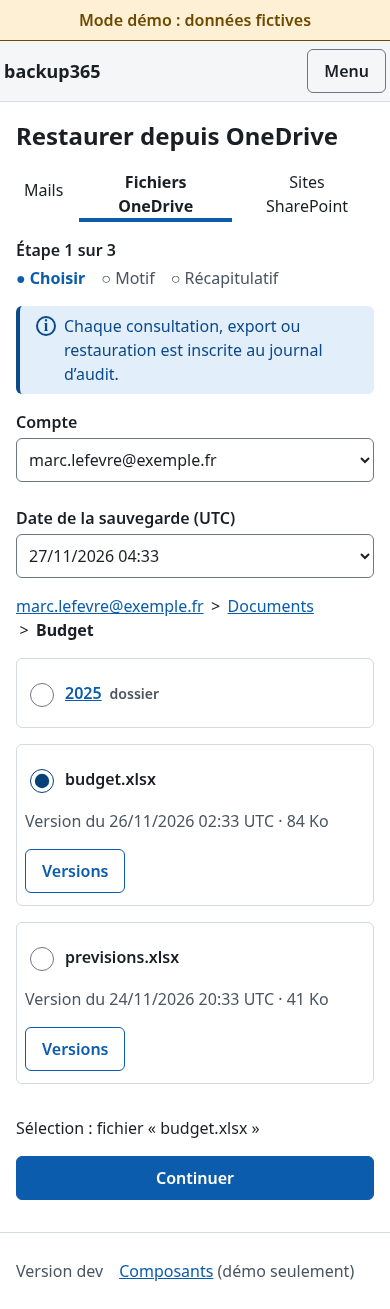 Mode démo : données fictives
backup365
Menu
Restaurer depuis OneDrive
Mails
Fichiers
OneDrive
Sites
SharePoint
Étape 1 sur 3
● Choisir ○ Motif ○ Récapitulatif
Chaque consultation, export ou
restauration est inscrite au journal
d’audit.
Compte
marc.lefevre@exemple.fr
Date de la sauvegarde (UTC)
27/11/2026 04:33
marc.lefevre@exemple.fr > Documents
> Budget
2025 dossier
budget.xlsx
Version du 26/11/2026 02:33 UTC · 84 Ko
Versions
previsions.xlsx
Version du 24/11/2026 20:33 UTC · 41 Ko
Versions
Sélection : fichier « budget.xlsx »
Continuer
Version dev Composants (démo seulement)